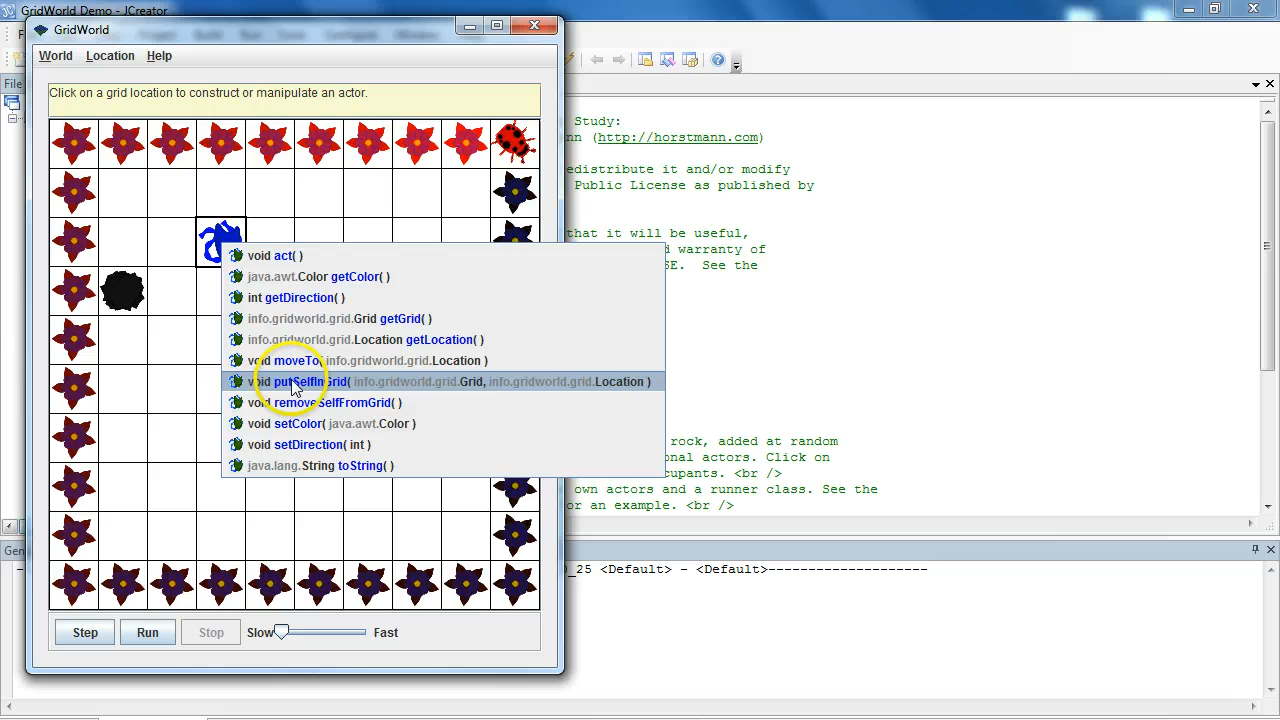 GridWorld Demo - JCreator
GridWorld
World Location Help
File
Click on a grid location to construct or manipulate an actor.
Study:
nn (http://horstmann.com)
edistribute it and/or modify
Public License as published by
that it will be useful,
d warranty of
SE. See the
void act( )
java.awt.Color getColor( )
int getDirection( )
info.gridworld.grid.Grid getGrid( )
info.gridworld.grid.Location getLocation( )
void moveTo( info.gridworld.grid.Location )
void putSelfInGrid( info.gridworld.grid.Grid, info.gridworld.grid.Location )
void removeSelfFromGrid( )
void setColor( java.awt.Color )
void setDirection( int )
java.lang.String toString( )
rock, added at random
onal actors. Click on
cupants. <br />
own actors and a runner class. See the
or an example. <br />
Gen
0_25 <Default> - <Default>--------------------
Step Run Stop Slow Fast